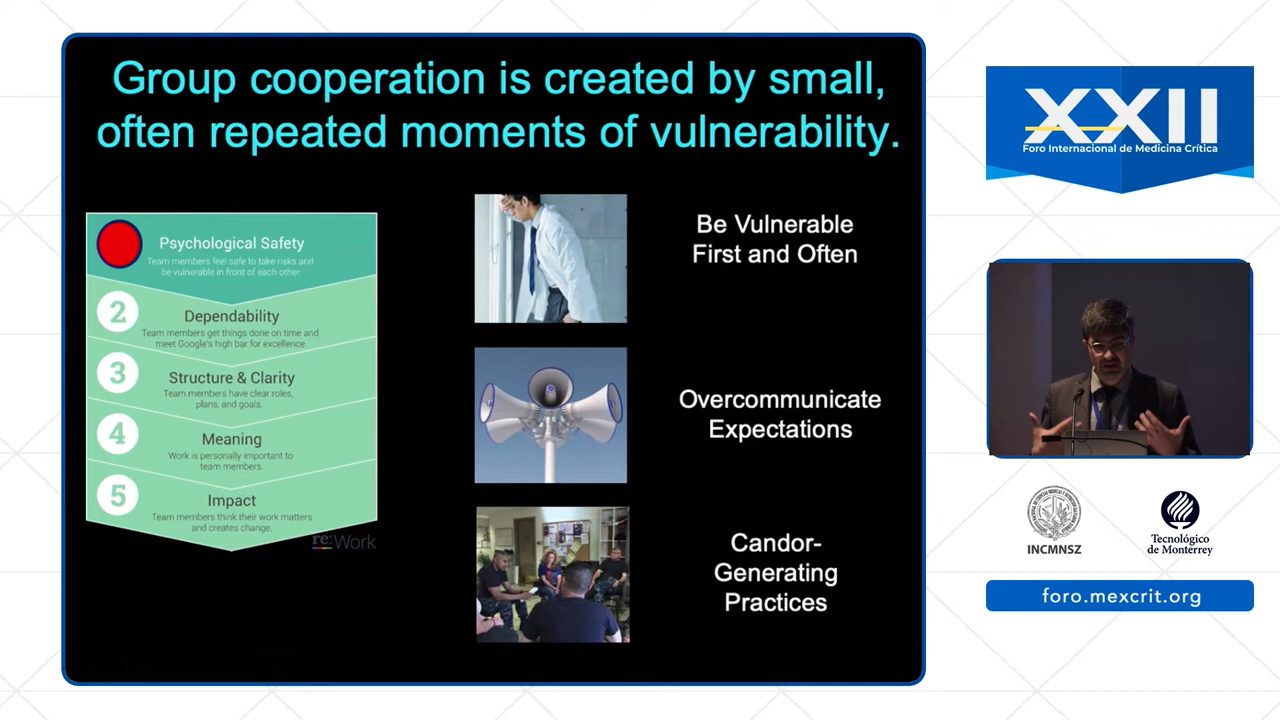 Group cooperation is created by small,
often repeated moments of vulnerability.
Psychological Safety
Team members feel safe to take risks and
be vulnerable in front of each other.
2
Dependability
Team members get things done on time and
meet Google's high bar for excellence.
3
Structure & Clarity
Team members have clear roles,
plans, and goals.
4
Meaning
Work is personally important to
team members.
5
Impact
Team members think their work matters
and creates change.
re:Work
Be Vulnerable
First and Often
Overcommunicate
Expectations
Candor-
Generating
Practices
XXII
Foro Internacional de Medicina Crítica
INCMNSZ
Tecnológico
de Monterrey
foro.mexcrit.org